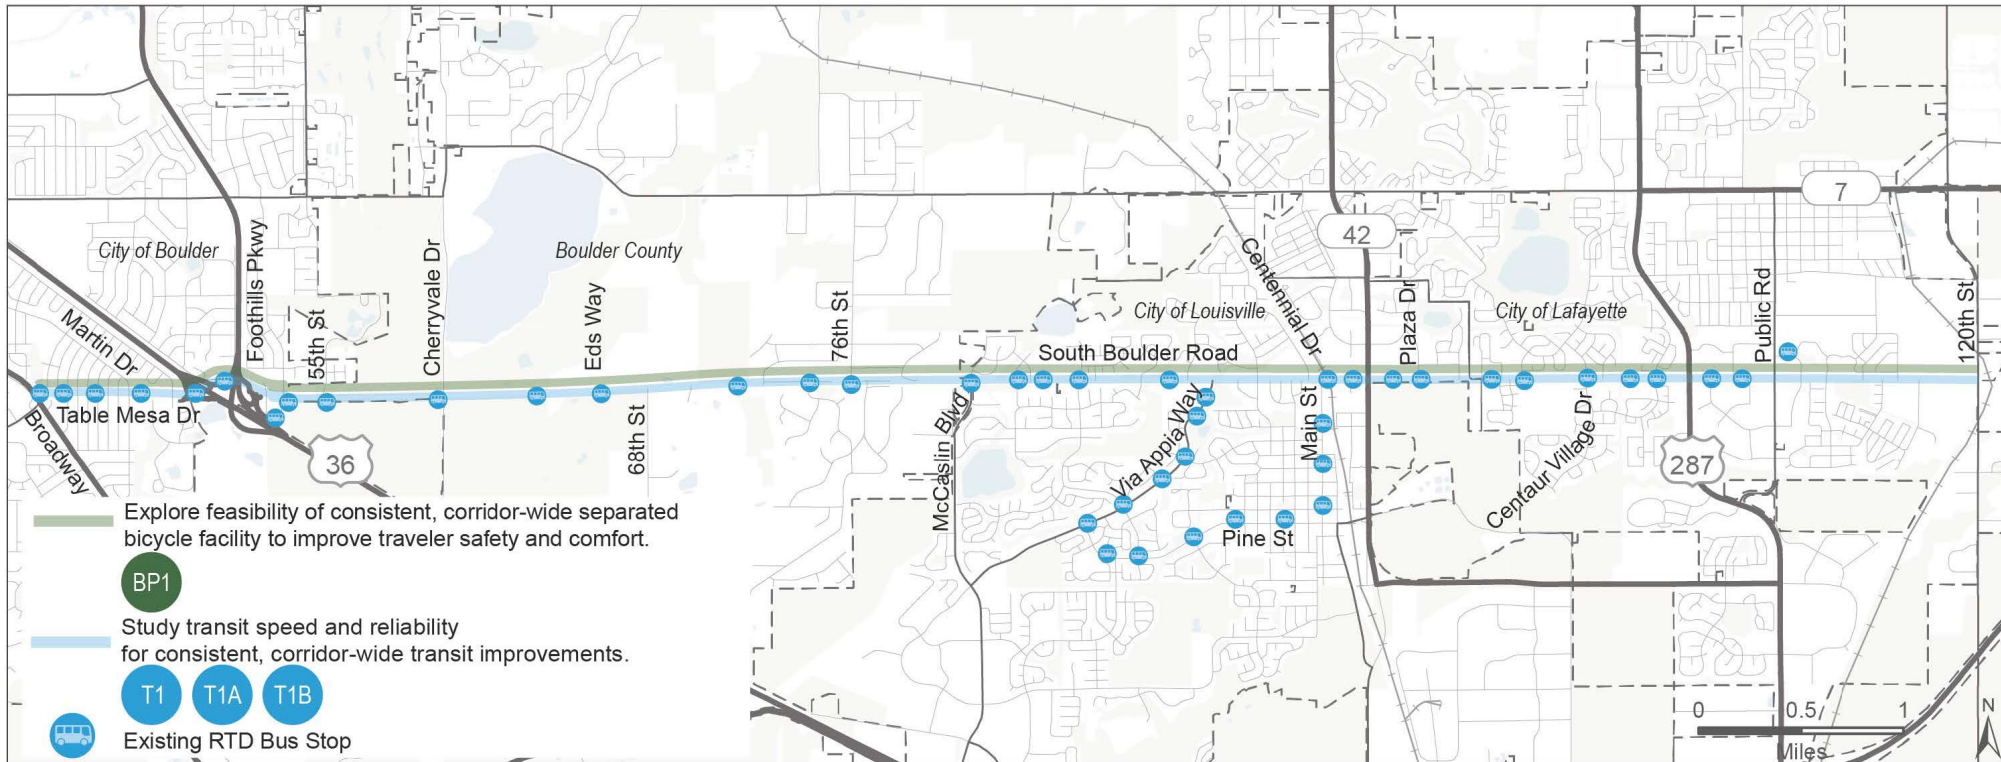 7
42
City of Boulder
Boulder County
Foothills Pkwy
Cherryvale Dr
Centennial Dr
Public Rd
120th St
Martin Dr
55th St
Eds Way
76th St
City of Louisville
Plaza Dr
City of Lafayette
South Boulder Road
Table Mesa Dr
Broadway
36
68th St
McCaslin Blvd
Via Appia Way
Main St
Centaur Village Dr
287
Pine St
Explore feasibility of consistent, corridor-wide separated
bicycle facility to improve traveler safety and comfort.
BP1
Study transit speed and reliability
for consistent, corridor-wide transit improvements.
T1 T1A T1B
Existing RTD Bus Stop
0 0.5 1
Miles
N